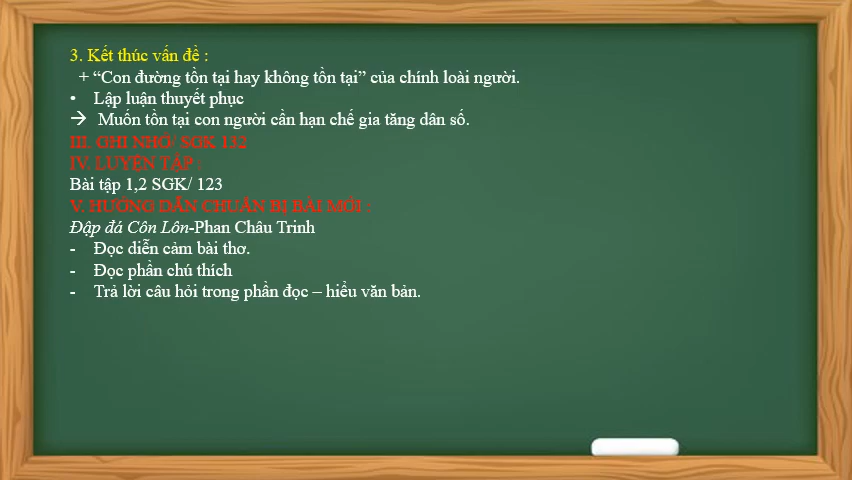 3. Kết thúc vấn đề :
+ “Con đường tồn tại hay không tồn tại” của chính loài người.
• Lập luận thuyết phục
→ Muốn tồn tại con người cần hạn chế gia tăng dân số.
III. GHI NHỚ/ SGK 132
IV. LUYỆN TẬP :
Bài tập 1,2 SGK/ 123
V. HƯỚNG DẪN CHUẨN BỊ BÀI MỚI :
Đập đá Côn Lôn-Phan Châu Trinh
- Đọc diễn cảm bài thơ.
- Đọc phần chú thích
- Trả lời câu hỏi trong phần đọc – hiểu văn bản.